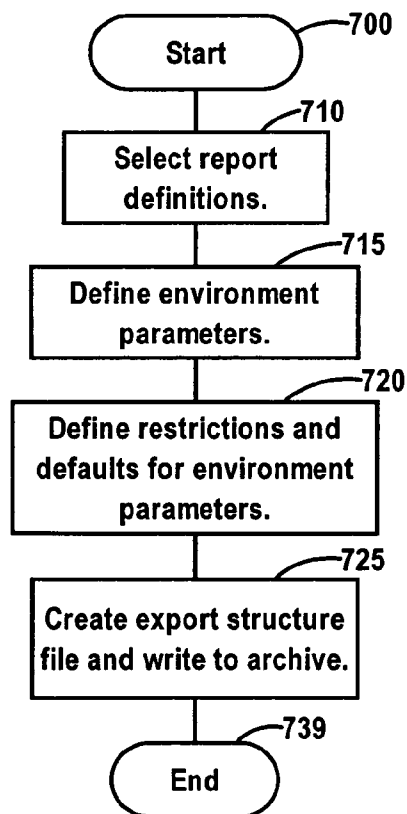 700
Start
710
Select report
definitions.
715
Define environment
parameters.
720
Define restrictions and
defaults for environment
parameters.
725
Create export structure
file and write to archive.
739
End